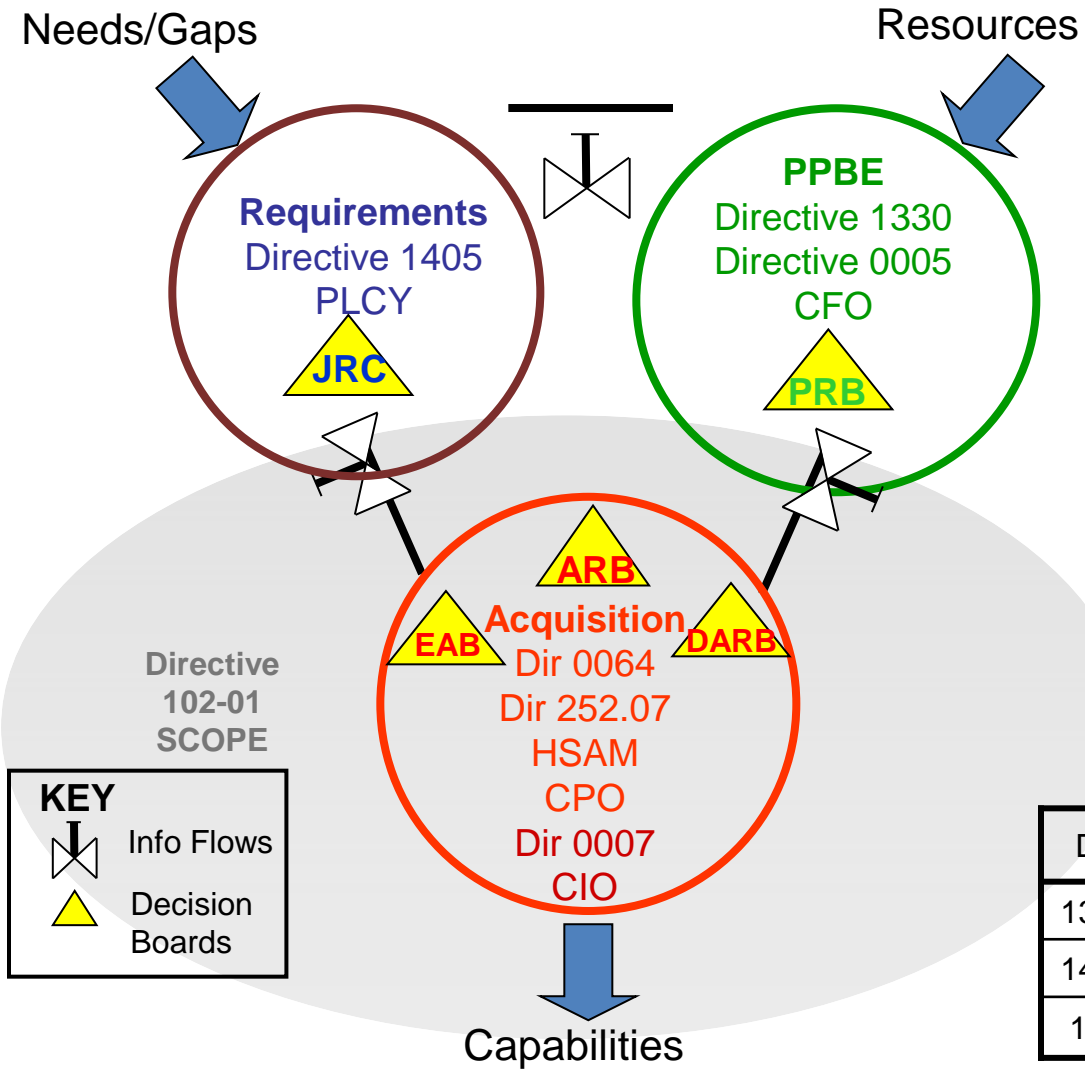 Needs/Gaps
Resources
Requirements
Directive 1405
PLCY
JRC
PPBE
Directive 1330
Directive 0005
CFO
PRB
ARB
EAB
DARB
Acquisition
Dir 0064
Dir 252.07
HSAM
CPO
Dir 0007
CIO
Directive
102-01
SCOPE
KEY
Info Flows
Decision
Boards
Capabilities